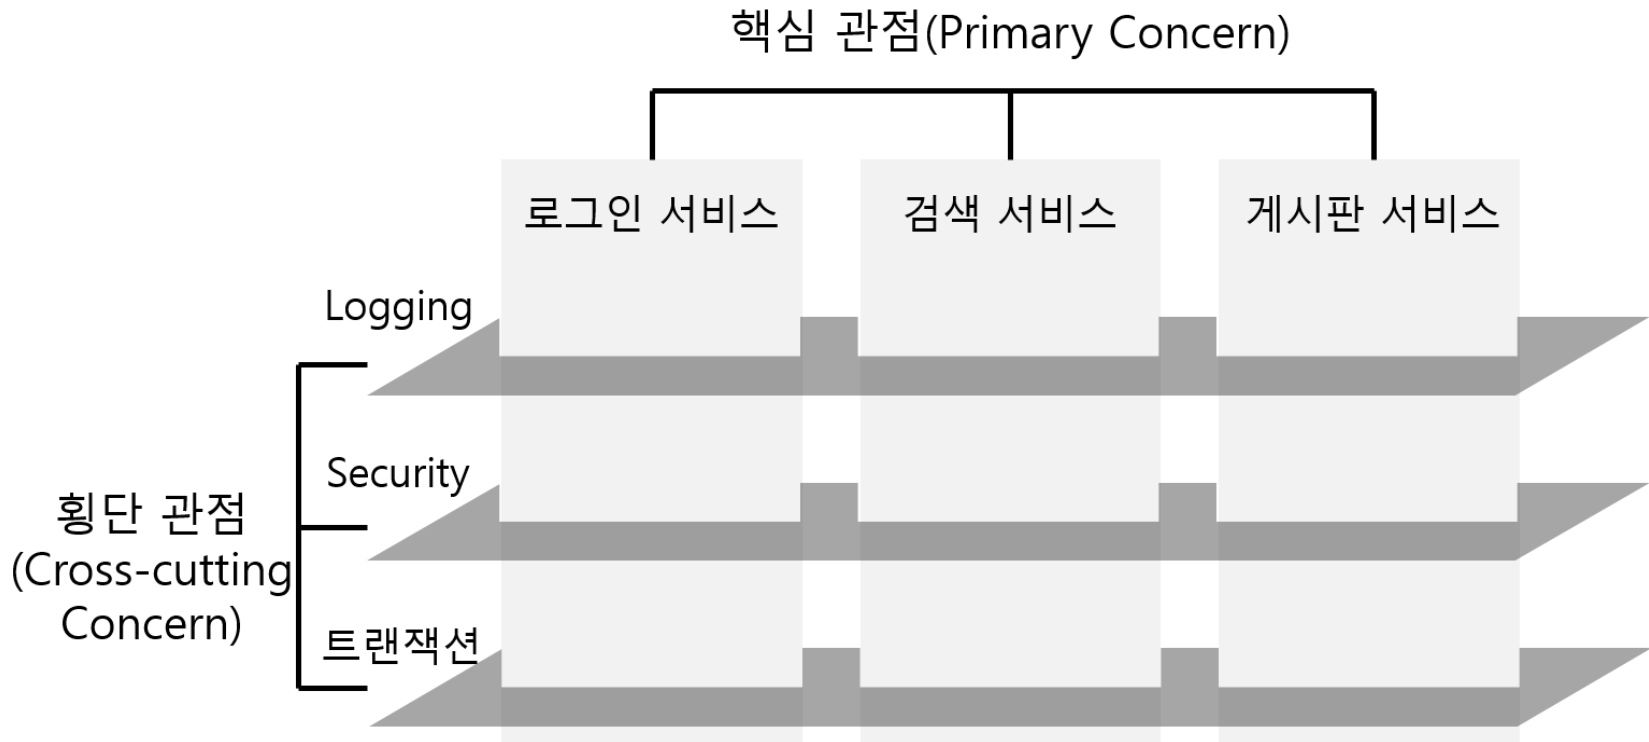 핵심 관점(Primary Concern)
로그인 서비스
검색 서비스
게시판 서비스
Logging
Security
횡단 관점
(Cross-cutting
Concern)
트랜잭션